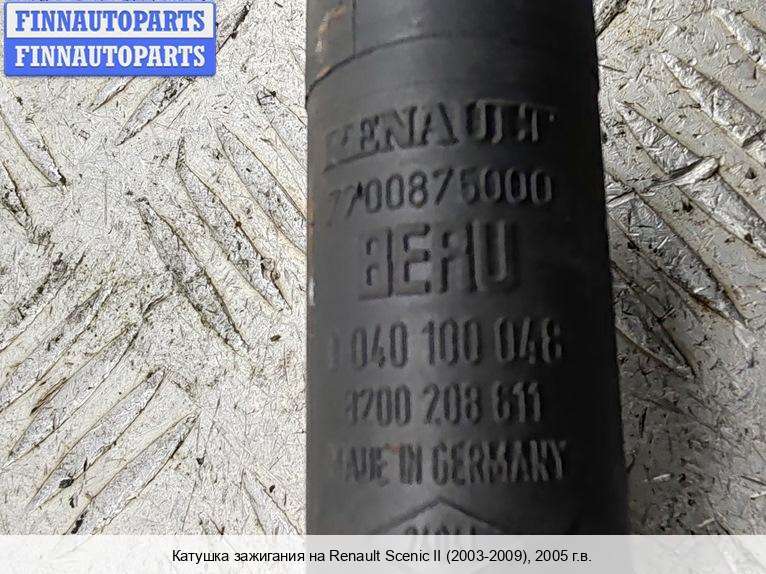 FINNAUTOPARTS
FINNAUTOPARTS
RENAULT
7700875000
BERU
0 040 100 048
8200 208 611
MADE IN GERMANY
Катушка зажигания на Renault Scenic II (2003-2009), 2005 г.в.